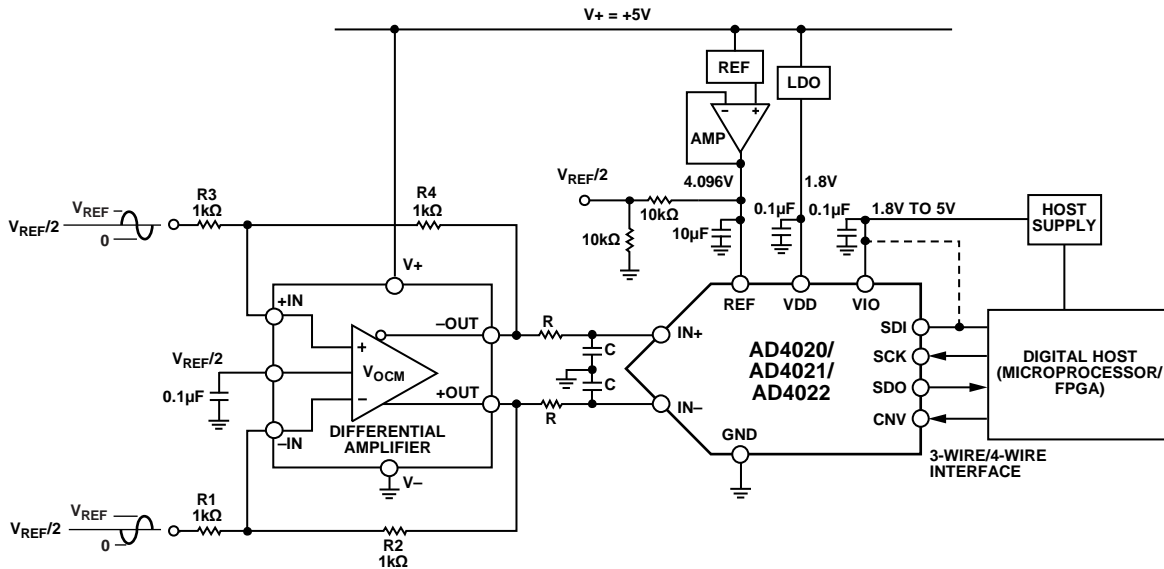 V+ = +5V
REF
LDO
AMP
− +
VREF/2
4.096V
1.8V
10kΩ
10kΩ
10µF
0.1µF
0.1µF
1.8V TO 5V
HOST
SUPPLY
R3
1kΩ
R4
1kΩ
VREF/2
VREF
0
V+
+IN
−OUT
R
C
+
VREF/2
VOCM
0.1µF
−
+OUT
C
R
−IN
DIFFERENTIAL
AMPLIFIER
V−
R1
1kΩ
R2
1kΩ
VREF/2
VREF
0
REF
VDD
VIO
IN+
IN−
AD4020/
AD4021/
AD4022
GND
SDI
SCK
SDO
CNV
DIGITAL HOST
(MICROPROCESSOR/
FPGA)
3-WIRE/4-WIRE
INTERFACE